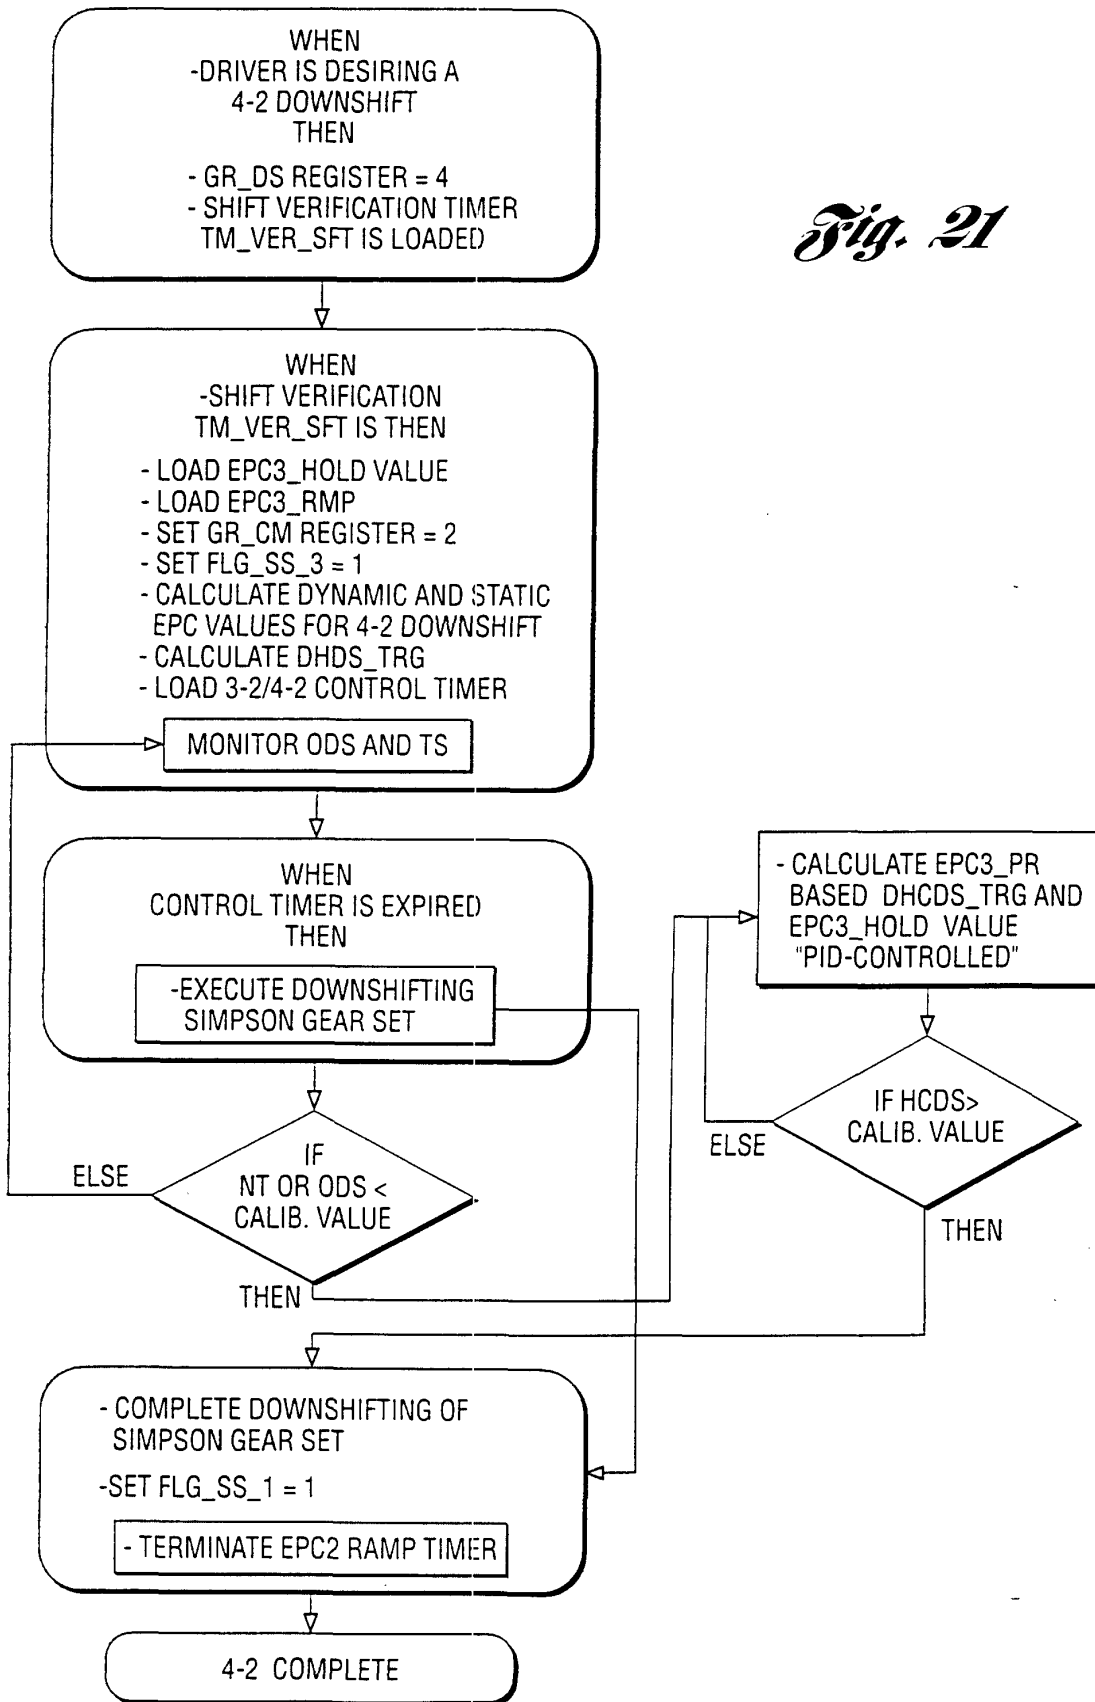 WHEN
-DRIVER IS DESIRING A
4-2 DOWNSHIFT
THEN
- GR_DS REGISTER = 4
- SHIFT VERIFICATION TIMER
TM_VER_SFT IS LOADED
Fig. 21
WHEN
-SHIFT VERIFICATION
TM_VER_SFT IS THEN
- LOAD EPC3_HOLD VALUE
- LOAD EPC3_RMP
- SET GR_CM REGISTER = 2
- SET FLG_SS_3 = 1
- CALCULATE DYNAMIC AND STATIC
EPC VALUES FOR 4-2 DOWNSHIFT
- CALCULATE DHDS_TRG
- LOAD 3-2/4-2 CONTROL TIMER
MONITOR ODS AND TS
WHEN
CONTROL TIMER IS EXPIRED
THEN
-EXECUTE DOWNSHIFTING
SIMPSON GEAR SET
- CALCULATE EPC3_PR
BASED DHCDS_TRG AND
EPC3_HOLD VALUE
"PID-CONTROLLED"
IF HCDS>
CALIB. VALUE
ELSE
THEN
IF
NT OR ODS <
CALIB. VALUE
ELSE
THEN
- COMPLETE DOWNSHIFTING OF
SIMPSON GEAR SET
-SET FLG_SS_1 = 1
- TERMINATE EPC2 RAMP TIMER
4-2 COMPLETE